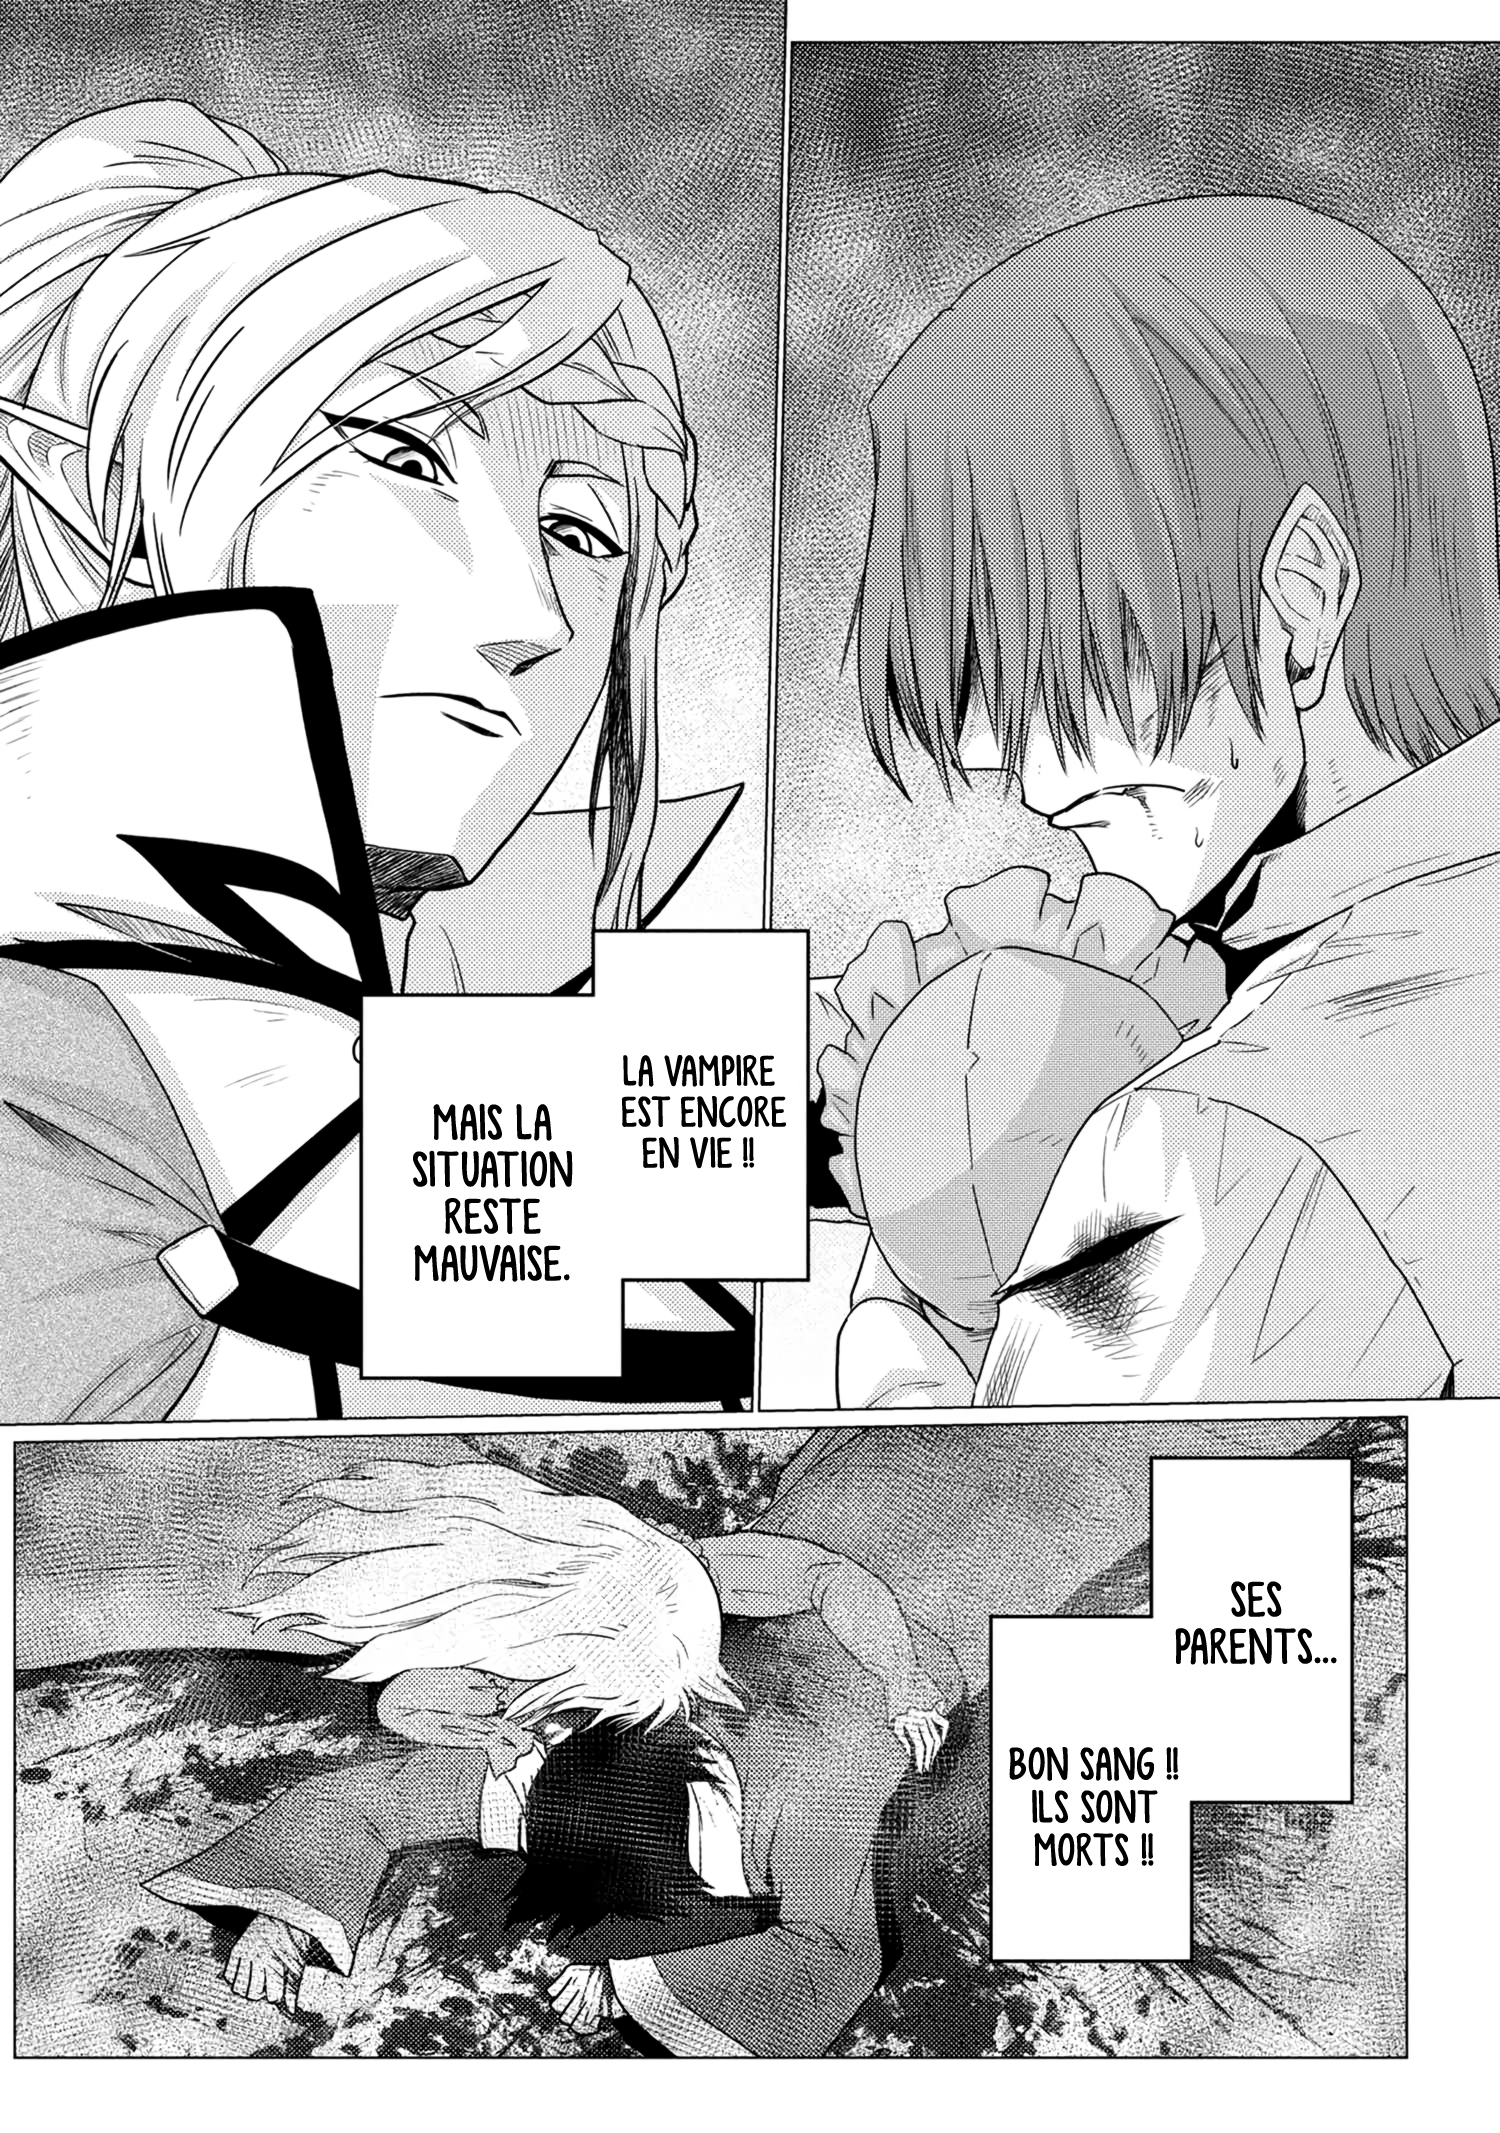 LA VAMPIRE
EST ENCORE
EN VIE !!
MAIS LA
SITUATION
RESTE
MAUVAISE.
SES
PARENTS...
BON SANG !!
ILS SONT
MORTS !!